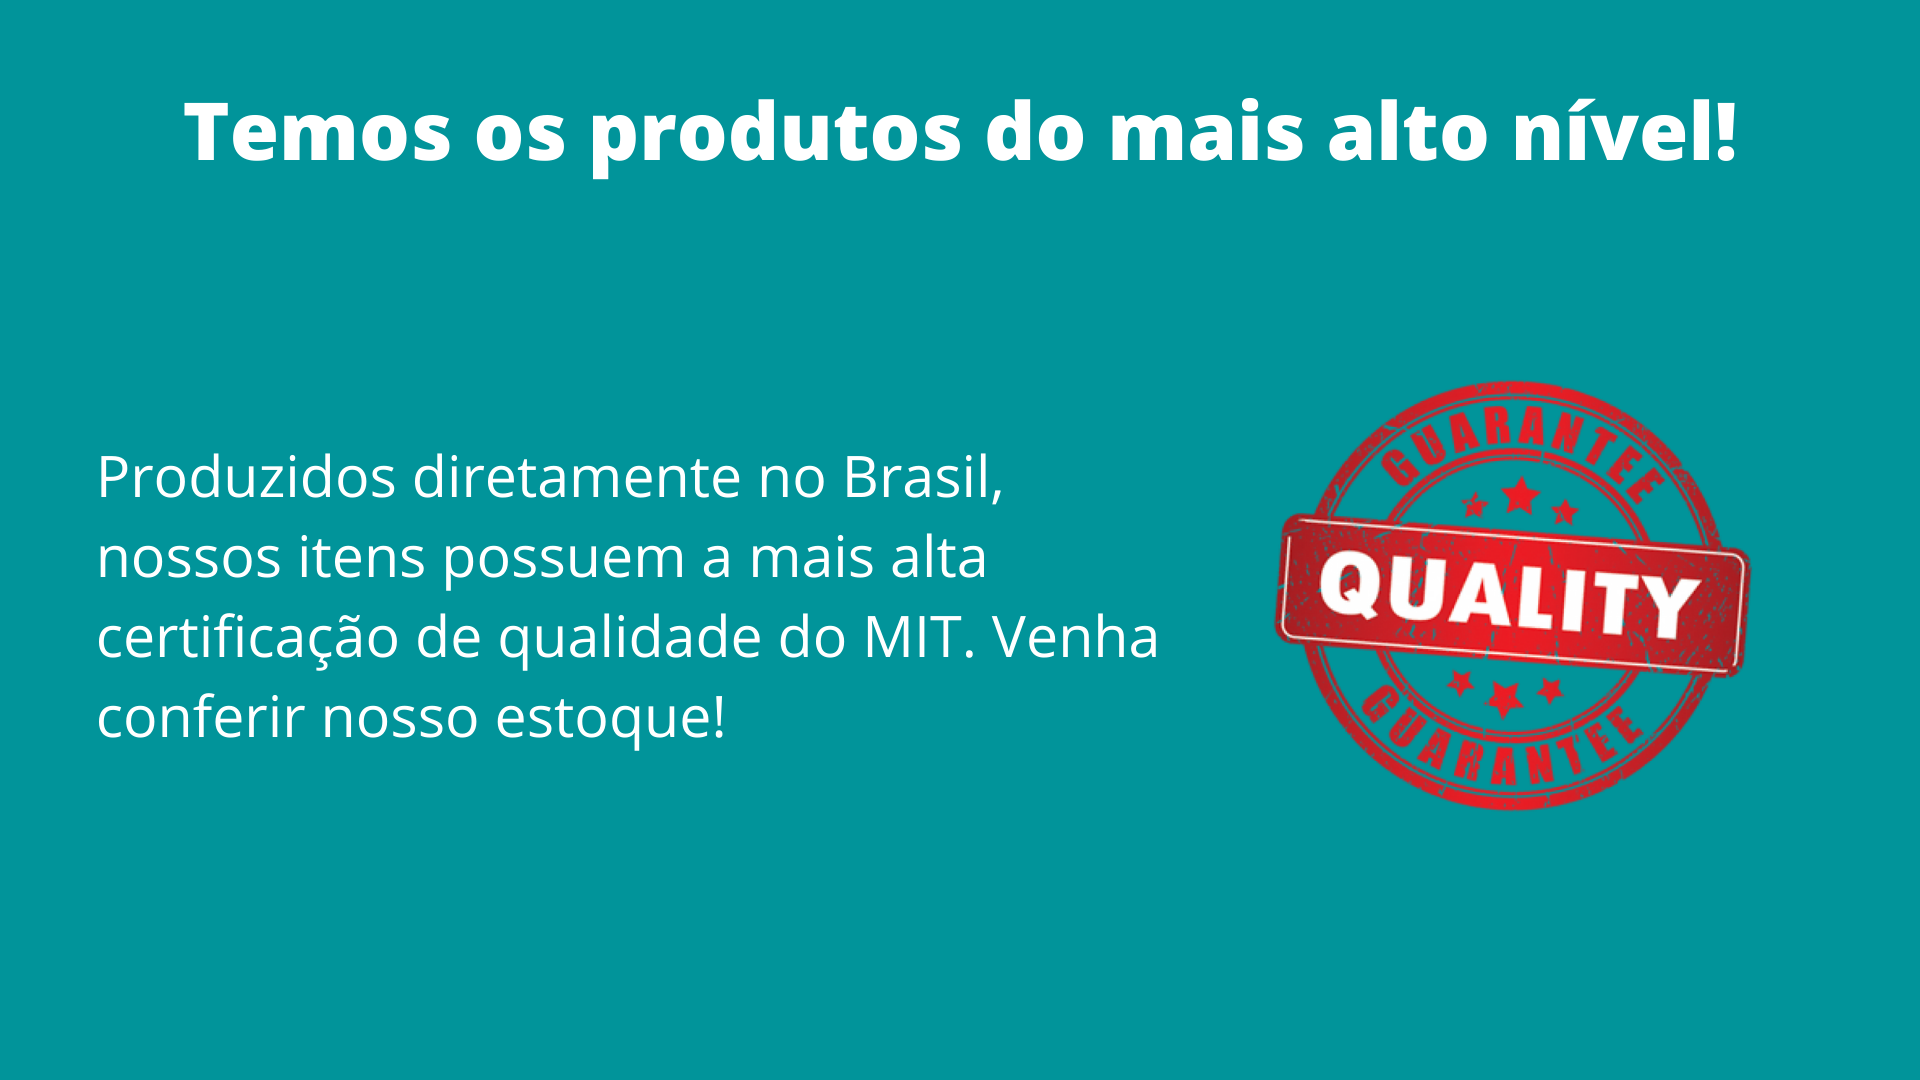 Temos os produtos do mais alto nível!
Produzidos diretamente no Brasil,
nossos itens possuem a mais alta
certificação de qualidade do MIT. Venha
conferir nosso estoque!
GUARANTEE
QUALITY
GUARANTEE